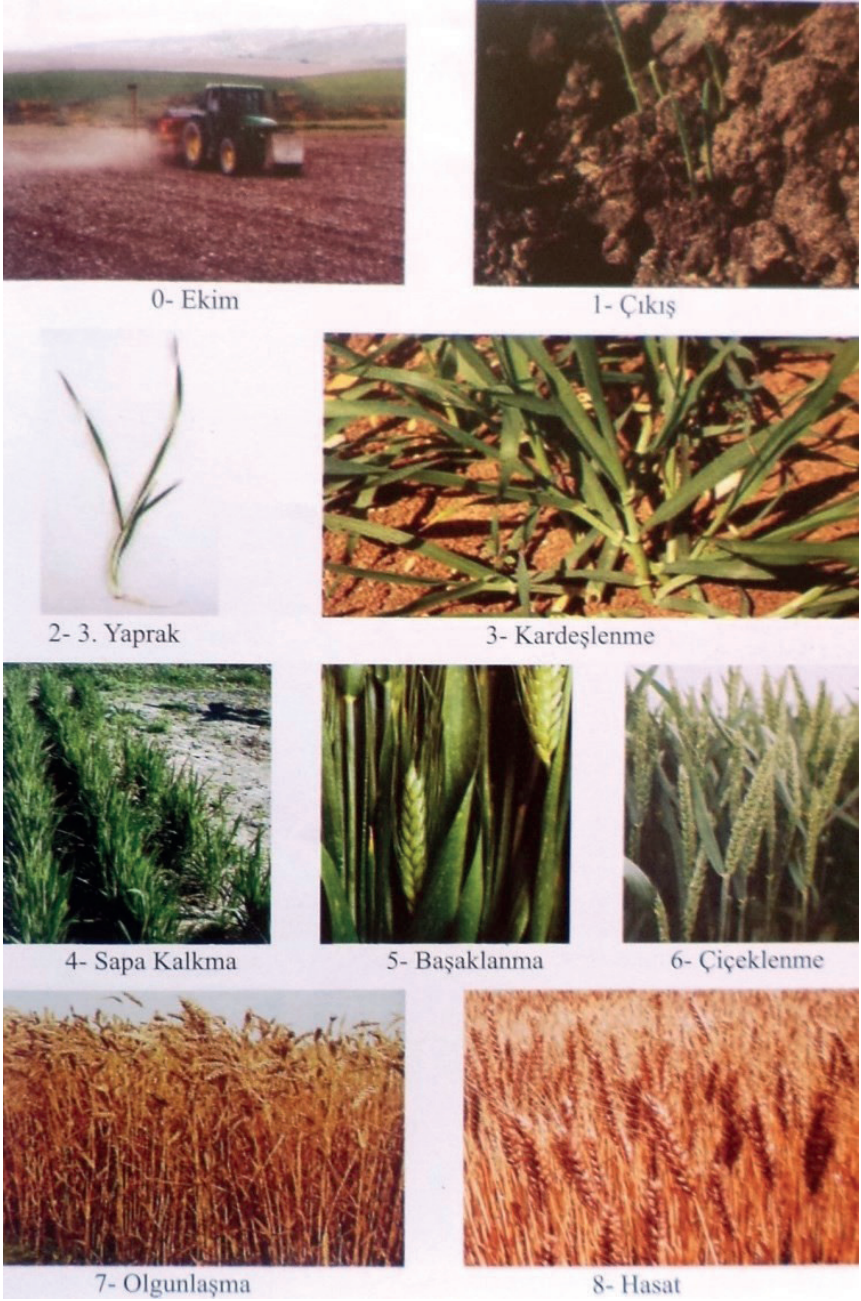 0- Ekim
1- Çıkış
2- 3. Yaprak
3- Kardeşlenme
4- Sapa Kalkma
5- Başaklanma
6- Çiçeklenme
7- Olgunlaşma
8- Hasat